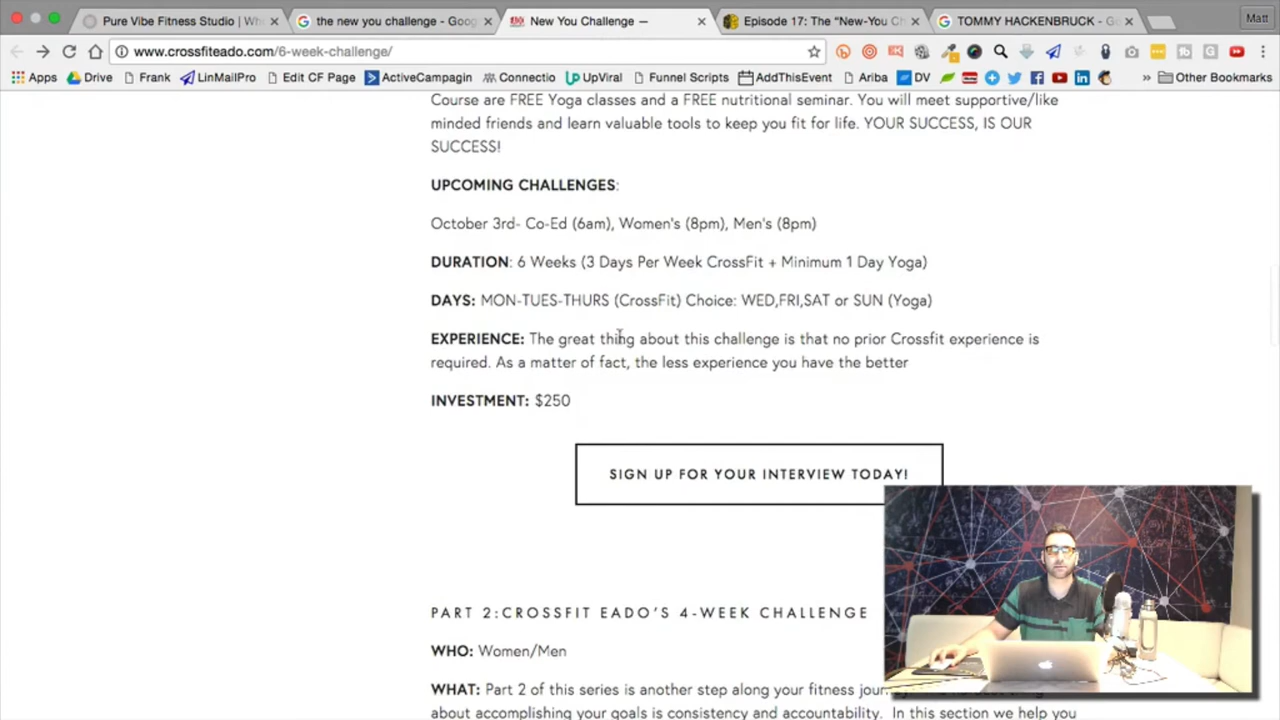 Pure Vibe Fitness Studio | Wh
the new you challenge - Goog
New You Challenge —
Episode 17: The “New-You Ch
TOMMY HACKENBRUCK - G
Matt
www.crossfiteado.com/6-week-challenge/
Apps
Drive
Frank
LinMailPro
Edit CF Page
ActiveCampagin
Connectio
UpViral
Funnel Scripts
AddThisEvent
Ariba
DV
» Other Bookmarks
Course are FREE Yoga classes and a FREE nutritional seminar. You will meet supportive/like
minded friends and learn valuable tools to keep you fit for life. YOUR SUCCESS, IS OUR
SUCCESS!
UPCOMING CHALLENGES:
October 3rd- Co-Ed (6am), Women's (8pm), Men's (8pm)
DURATION: 6 Weeks (3 Days Per Week CrossFit + Minimum 1 Day Yoga)
DAYS: MON-TUES-THURS (CrossFit) Choice: WED,FRI,SAT or SUN (Yoga)
EXPERIENCE: The great thing about this challenge is that no prior Crossfit experience is
required. As a matter of fact, the less experience you have the better
INVESTMENT: $250
SIGN UP FOR YOUR INTERVIEW TODAY!
PART 2:CROSSFIT EADO’S 4-WEEK CHALLENGE
WHO: Women/Men
WHAT: Part 2 of this series is another step along your fitness
about accomplishing your goals is consistency and accountability. In this section we help you